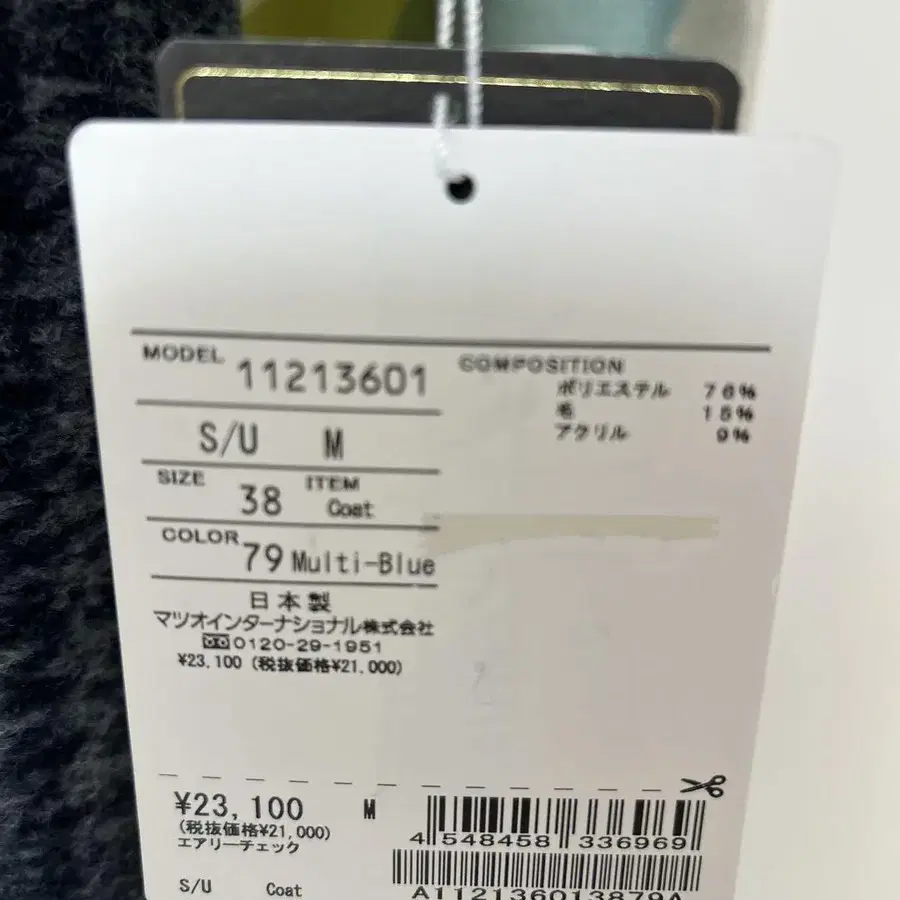 MODEL 11213601
S/U M
SIZE 38 ITEM Coat
COLOR 79 Multi-Blue
COMPOSITION
ポリエステル 76%
毛 15%
アクリル 9%
日本製
マツオインターナショナル株式会社
0120-29-1951
¥23,100 (税抜価格¥21,000)
¥23,100 M
(税抜価格¥21,000)
エアリーチェック
S/U Coat
4 548458 336969
A112136013879A